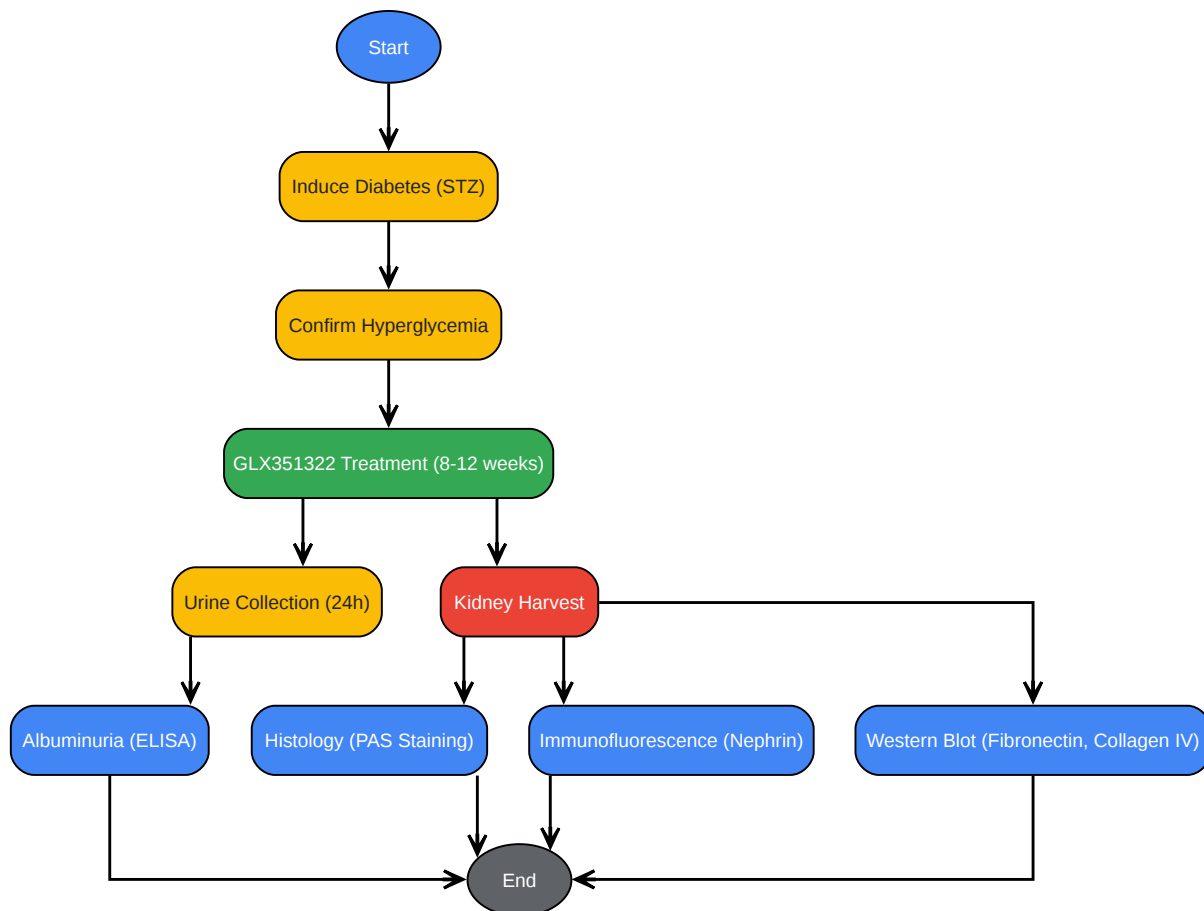 Start
Induce Diabetes (STZ)
Confirm Hyperglycemia
GLX351322 Treatment (8-12 weeks)
Urine Collection (24h)
Kidney Harvest
Albuminuria (ELISA)
Histology (PAS Staining)
Immunofluorescence (Nephrin)
Western Blot (Fibronectin, Collagen IV)
End